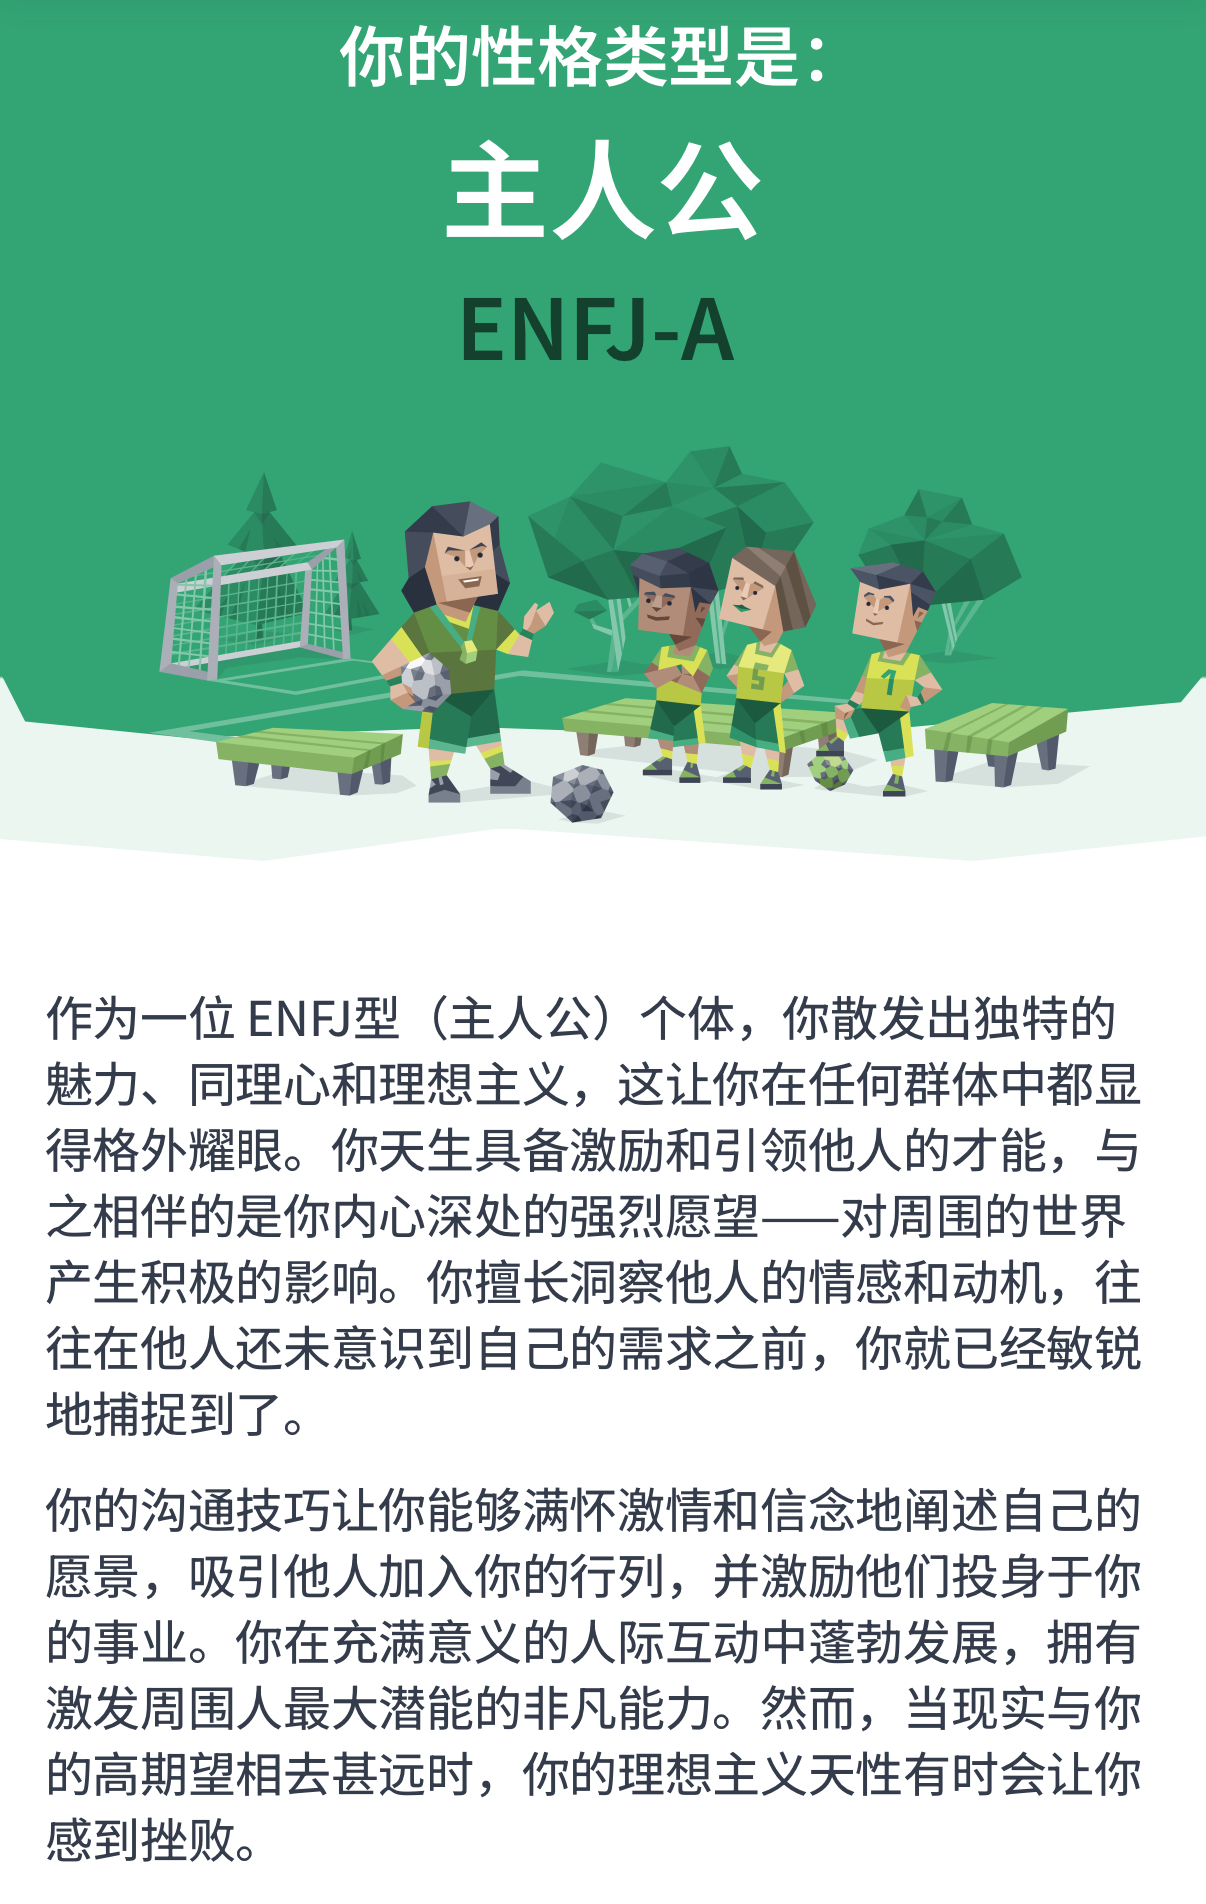 你的性格类型是：
主人公
ENFJ-A
5
1
作为一位 ENFJ型（主人公）个体，你散发出独特的
魅力、同理心和理想主义，这让你在任何群体中都显
得格外耀眼。你天生具备激励和引领他人的才能，与
之相伴的是你内心深处的强烈愿望——对周围的世界
产生积极的影响。你擅长洞察他人的情感和动机，往
往在他人还未意识到自己的需求之前，你就已经敏锐
地捕捉到了。
你的沟通技巧让你能够满怀激情和信念地阐述自己的
愿景，吸引他人加入你的行列，并激励他们投身于你
的事业。你在充满意义的人际互动中蓬勃发展，拥有
激发周围人最大潜能的非凡能力。然而，当现实与你
的高期望相去甚远时，你的理想主义天性有时会让你
感到挫败。